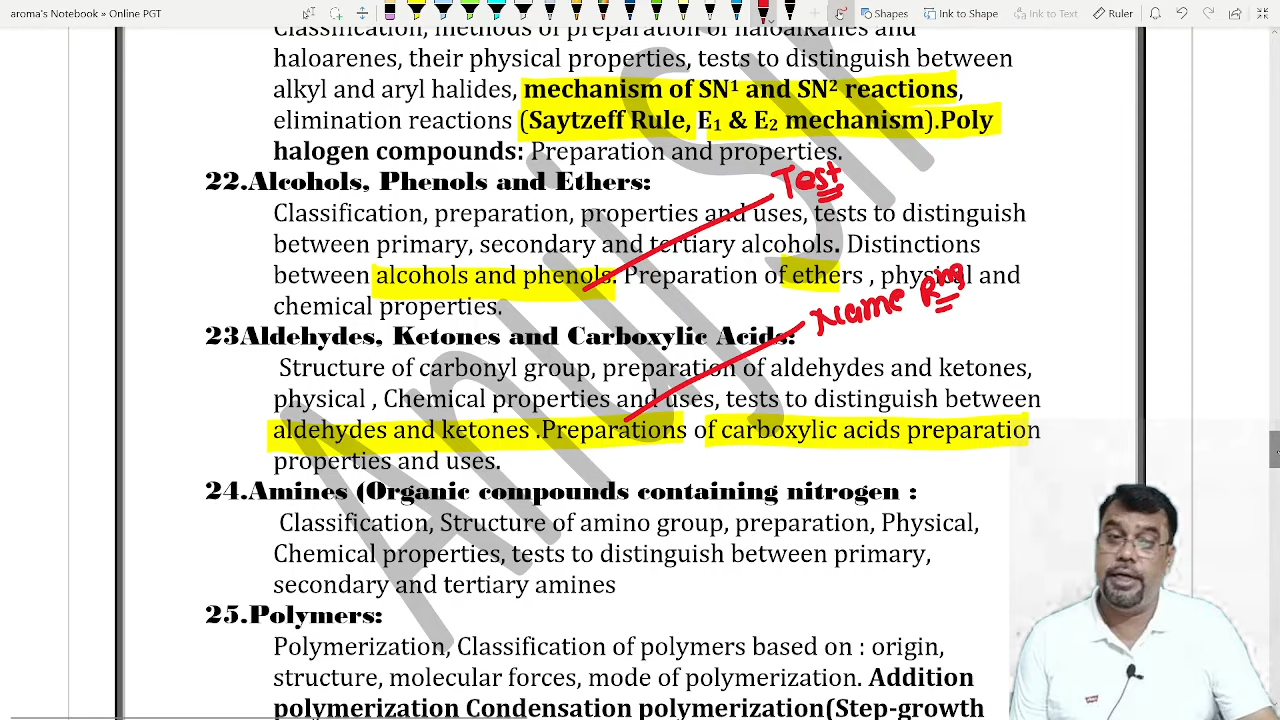 aroma's Notebook » Online PGT
Shapes
Ink to Shape
Ink to Text
Ruler
Classification, methods of preparation of haloalkanes and
haloarenes, their physical properties, tests to distinguish between
alkyl and aryl halides, mechanism of SN¹ and SN² reactions,
elimination reactions (Saytzeff Rule, E₁ & E₂ mechanism).Poly
halogen compounds: Preparation and properties.
Test
22.Alcohols, Phenols and Ethers:
Classification, preparation, properties and uses, tests to distinguish
between primary, secondary and tertiary alcohols. Distinctions
between alcohols and phenols. Preparation of ethers , physical and
chemical properties.
Name Rxng
23Aldehydes, Ketones and Carboxylic Acids:
Structure of carbonyl group, preparation of aldehydes and ketones,
physical , Chemical properties and uses, tests to distinguish between
aldehydes and ketones .Preparations of carboxylic acids preparation
properties and uses.
24.Amines (Organic compounds containing nitrogen :
Classification, Structure of amino group, preparation, Physical,
Chemical properties, tests to distinguish between primary,
secondary and tertiary amines
25.Polymers:
Polymerization, Classification of polymers based on : origin,
structure, molecular forces, mode of polymerization. Addition
polymerization Condensation polymerization(Step-growth